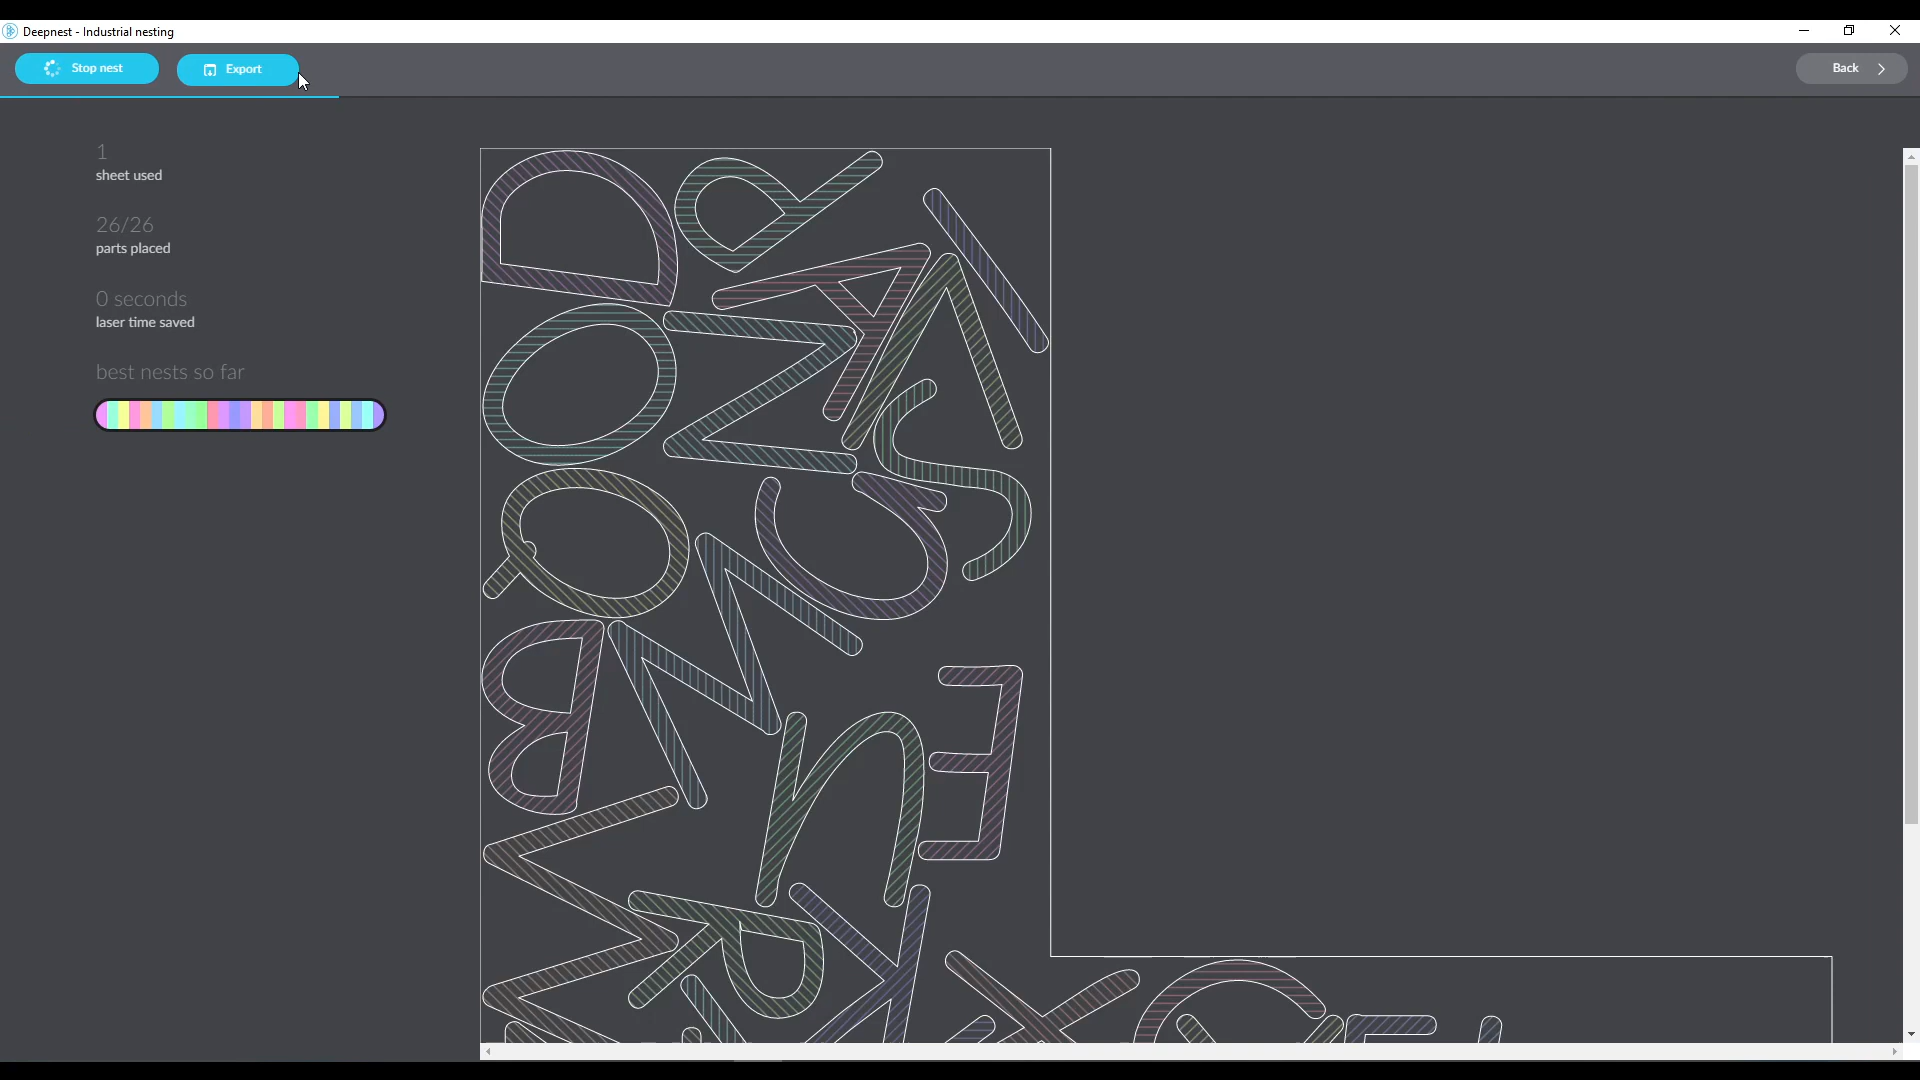 Deepnest - Industrial nesting
Stop nest
Export
Back
1
sheet used
26/26
parts placed
0 seconds
laser time saved
best nests so far